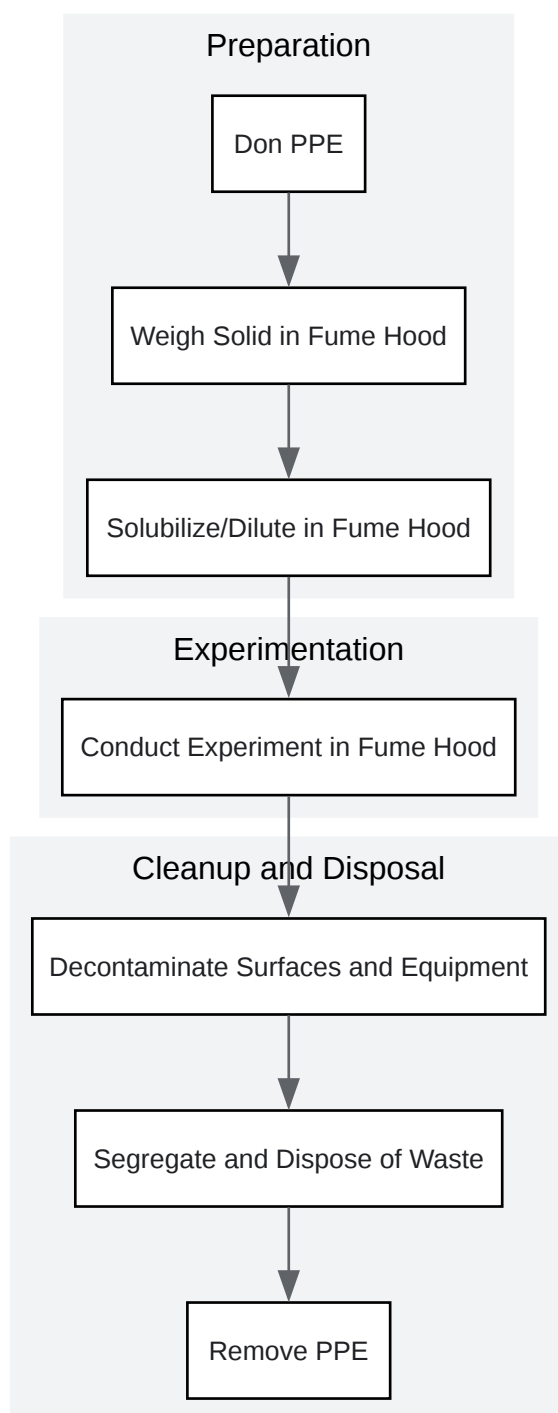 Preparation
Don PPE
Weigh Solid in Fume Hood
Solubilize/Dilute in Fume Hood
Experimentation
Conduct Experiment in Fume Hood
Cleanup and Disposal
Decontaminate Surfaces and Equipment
Segregate and Dispose of Waste
Remove PPE